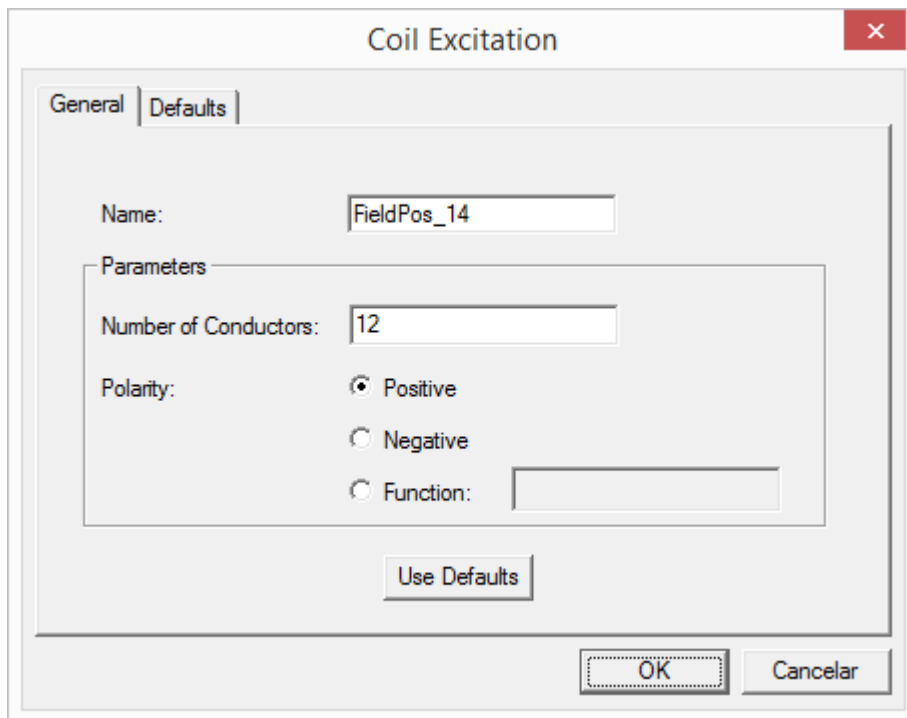 Coil Excitation
General Defaults
Name: FieldPos_14
Parameters
Number of Conductors: 12
Polarity: Positive
Negative
Function:
Use Defaults
OK Cancelar